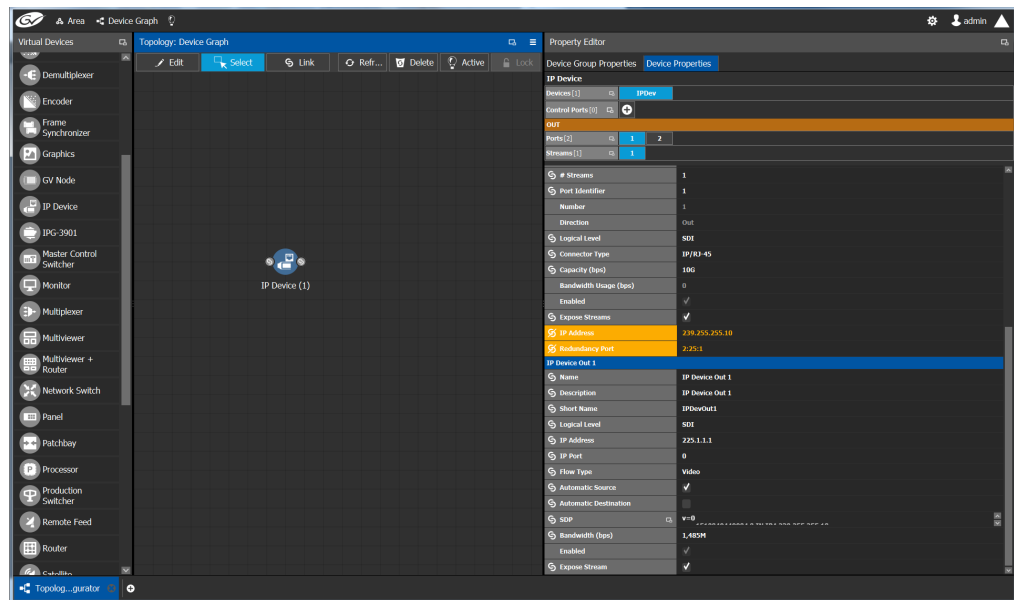 GV Area Device Graph admin
Virtual Devices
Demultiplexer
Encoder
Frame
Synchronizer
Graphics
GV Node
IP Device
IPG-3901
Master Control
Switcher
Monitor
Multiplexer
Multiviewer
Multiviewer +
Router
Network Switch
Panel
Patchbay
Processor
Production
Switcher
Remote Feed
Router
Satellite
Topology: Device Graph
Edit Select Link Refr... Delete Active Lock
IP Device (1)
Property Editor
Device Group Properties Device Properties
IP Device
Devices [1] IPDev
Control Ports [0]
OUT
Ports [2] 1 2
Streams [1] 1
# Streams 1
Port Identifier 1
Number 1
Direction Out
Logical Level SDI
Connector Type IP/RJ-45
Capacity (bps) 10G
Bandwidth Usage (bps) 0
Enabled
Expose Streams
IP Address 239.255.255.10
Redundancy Port 2:25:1
IP Device Out 1
Name IP Device Out 1
Description IP Device Out 1
Short Name IPDevOut1
Logical Level SDI
IP Address 225.1.1.1
IP Port 0
Flow Type Video
Automatic Source
Automatic Destination
SDP v=0
Bandwidth (bps) 1,485M
Enabled
Expose Stream
Topolog...gurator